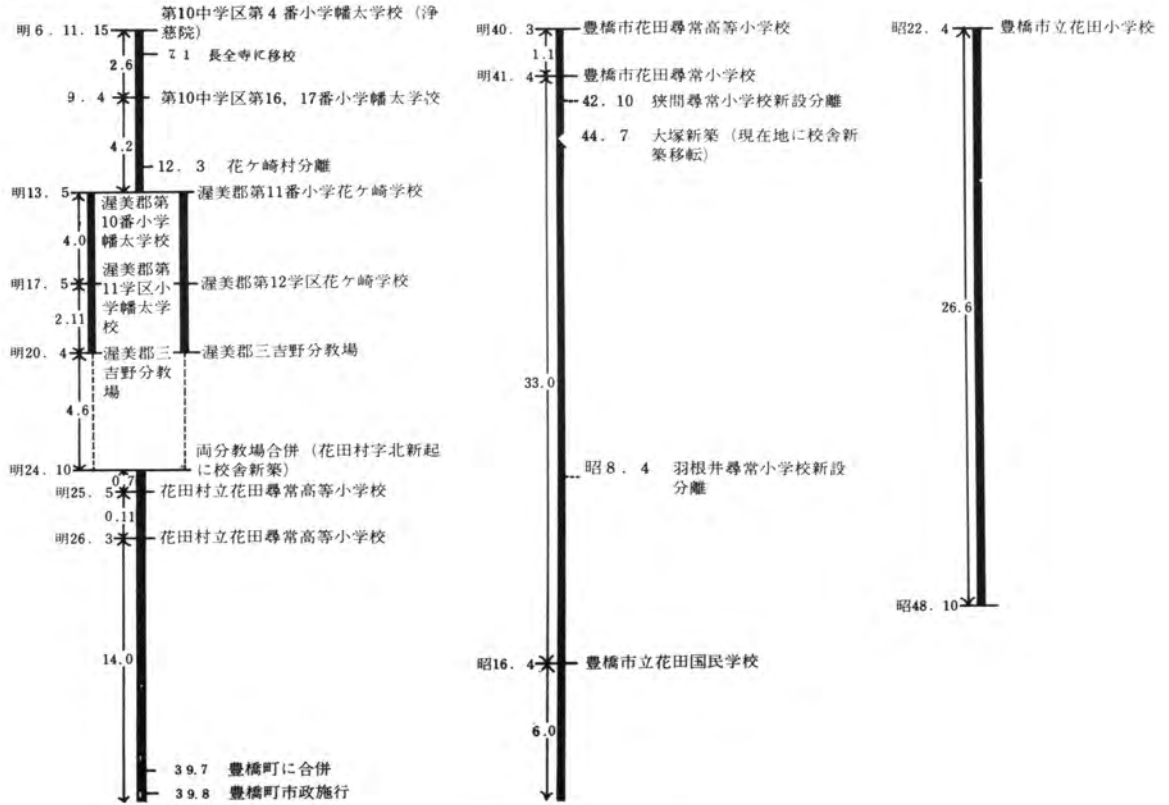 明6．11．15
第10中学区第4番小学幡太学校（浄
慈院）
7 1 長全寺に移校
2.6
9．4
第10中学区第16，17番小学幡太学校
4.2
12．3 花ケ崎村分離
明13．5
渥美郡第11番小学花ケ崎学校
渥美郡第
10番小学
幡太学校
4.0
明17．5
渥美郡第
11学区小
学幡太学
校
渥美郡第12学区花ケ崎学校
2.11
明20．4
渥美郡三
吉野分教
場
渥美郡三吉野分教場
4.6
両分教場合併（花田村字北新起
に校舎新築）
明24．10
0.7
明25．5
花田村立花田尋常高等小学校
0.11
明26．3
花田村立花田尋常高等小学校
14.0
39.7 豊橋町に合併
39.8 豊橋町市政施行
明40．3
豊橋市花田尋常高等小学校
1.1
明41．4
豊橋市花田尋常小学校
42．10 狭間尋常小学校新設分離
44．7 大塚新築（現在地に校舎新
築移転）
33.0
昭8．4 羽根井尋常小学校新設
分離
昭16．4
豊橋市立花田国民学校
6.0
昭22．4
豊橋市立花田小学校
26.6
昭48．10